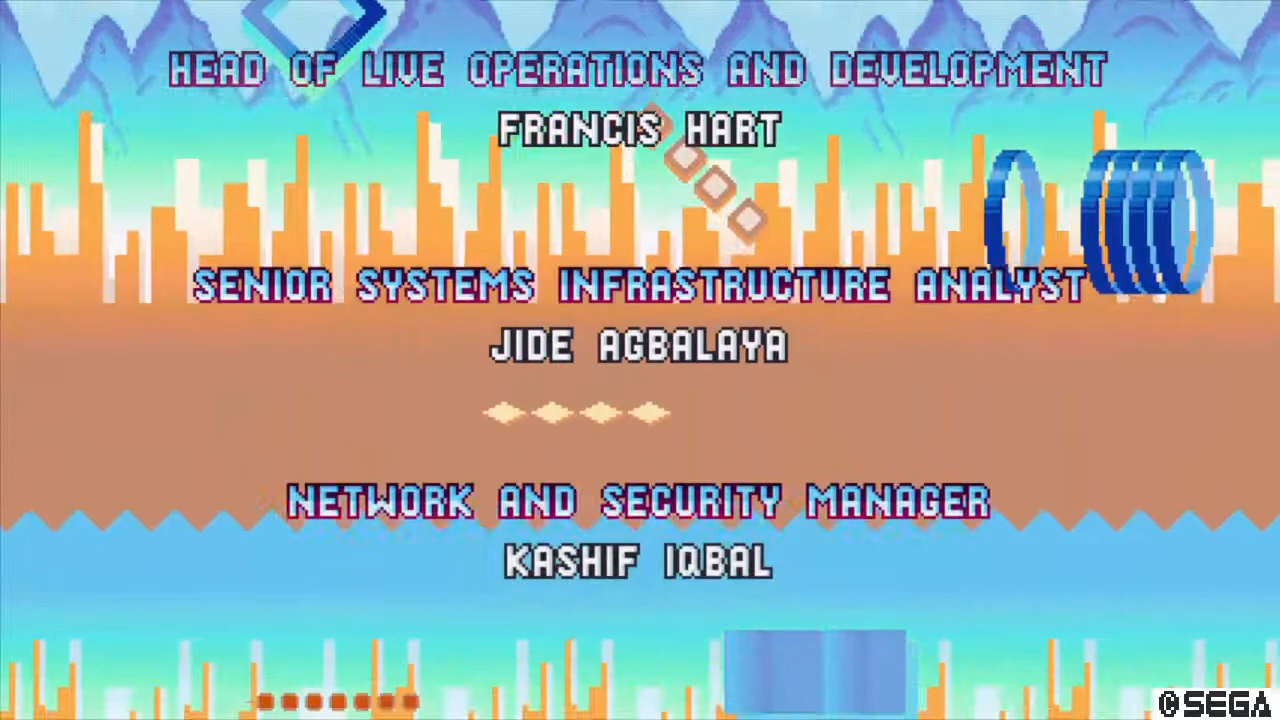 HEAD OF LIVE OPERATIONS AND DEVELOPMENT
FRANCIS HART
SENIOR SYSTEMS INFRASTRUCTURE ANALYST
JIDE AGBALAYA
NETWORK AND SECURITY MANAGER
KASHIF IQBAL
©SEGA